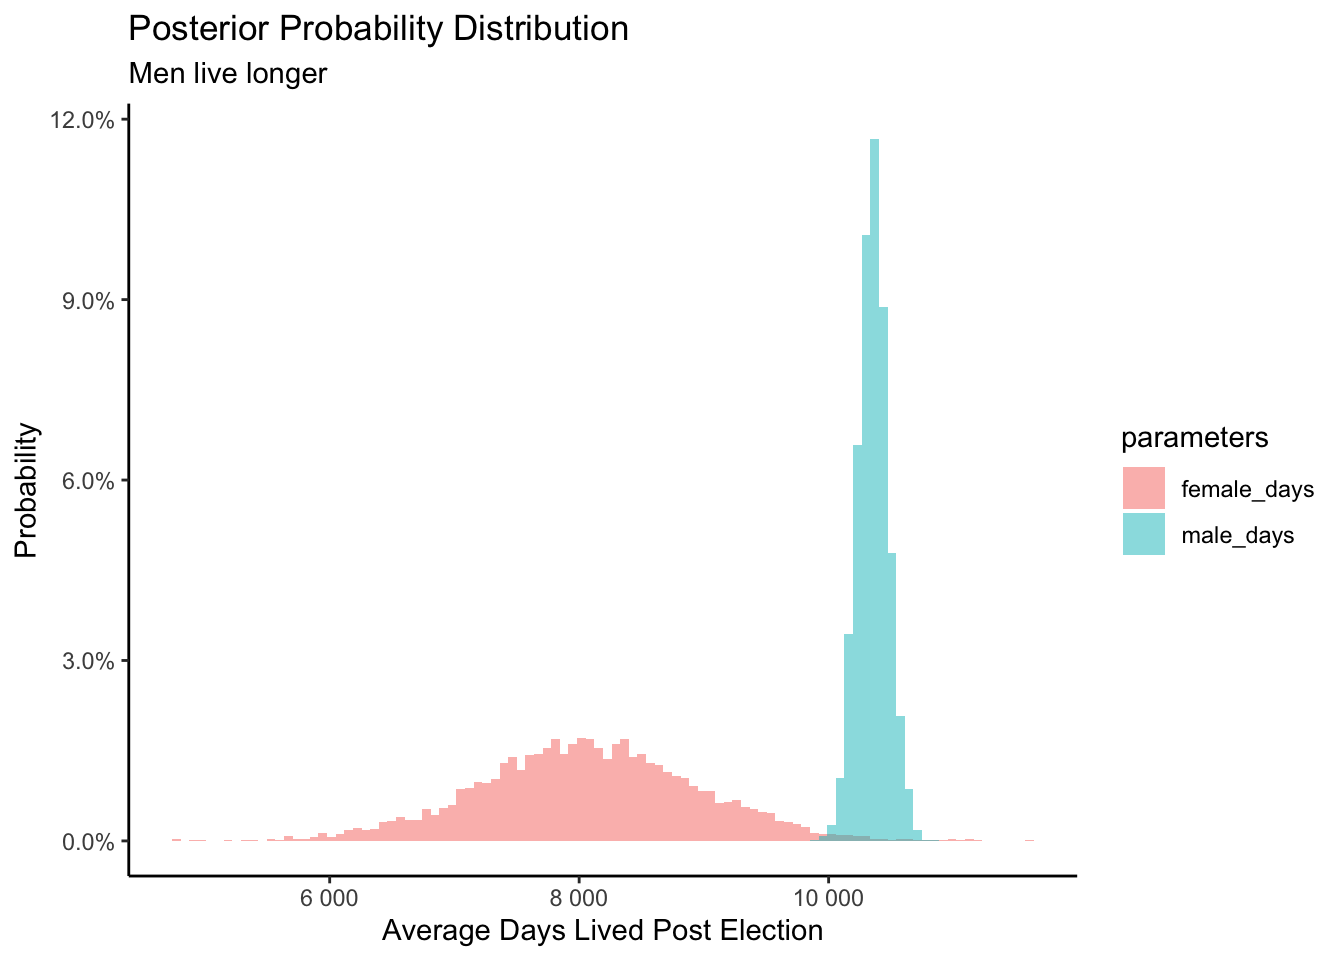 Posterior Probability Distribution
Men live longer
12.0%
9.0%
6.0%
3.0%
0.0%
Probability
6 000
8 000
10 000
Average Days Lived Post Election
parameters
female_days
male_days